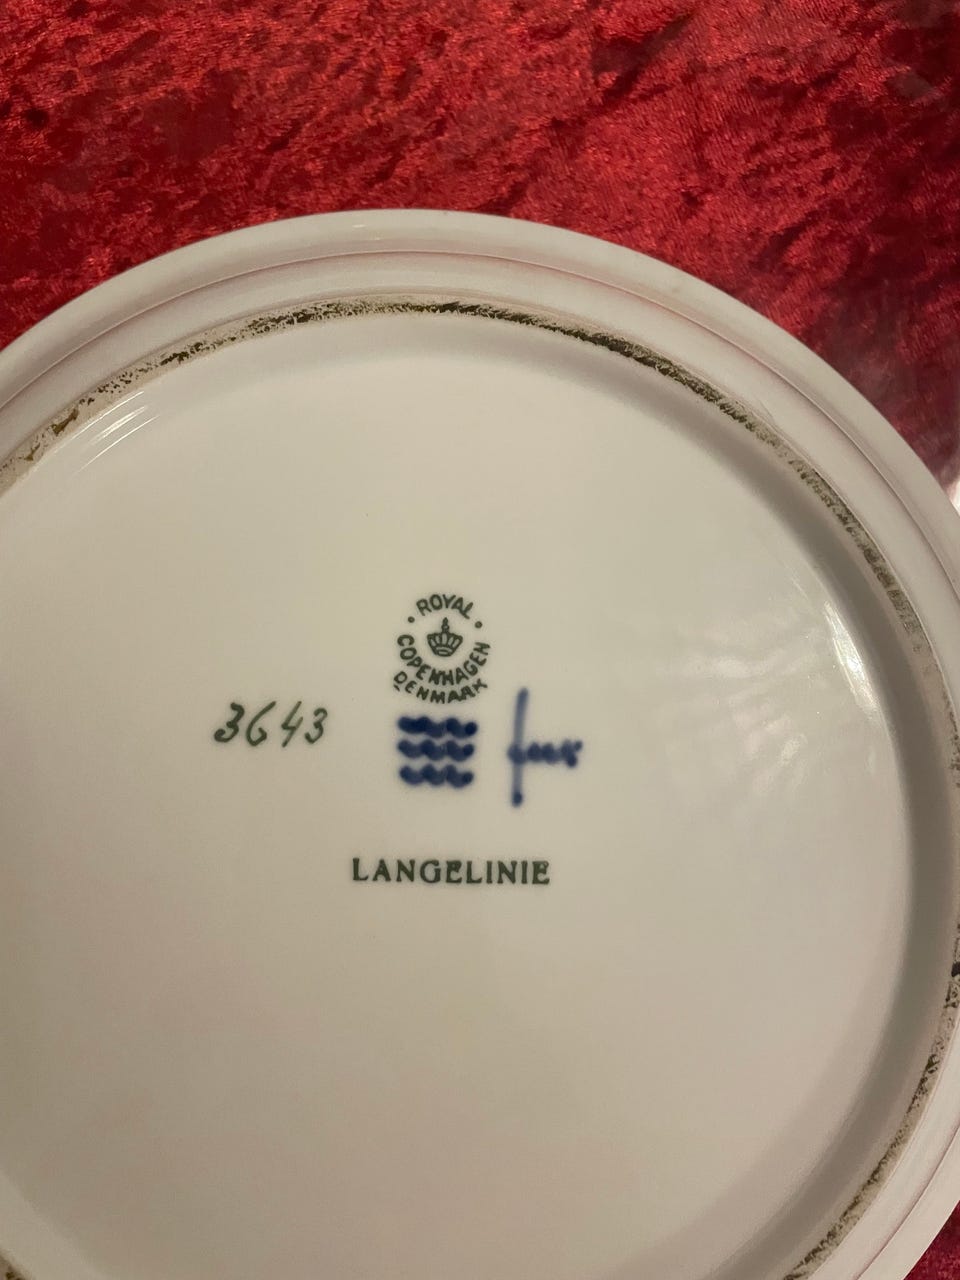 ROYAL
COPENHAGEN
DENMARK
3643
LANGELINIE